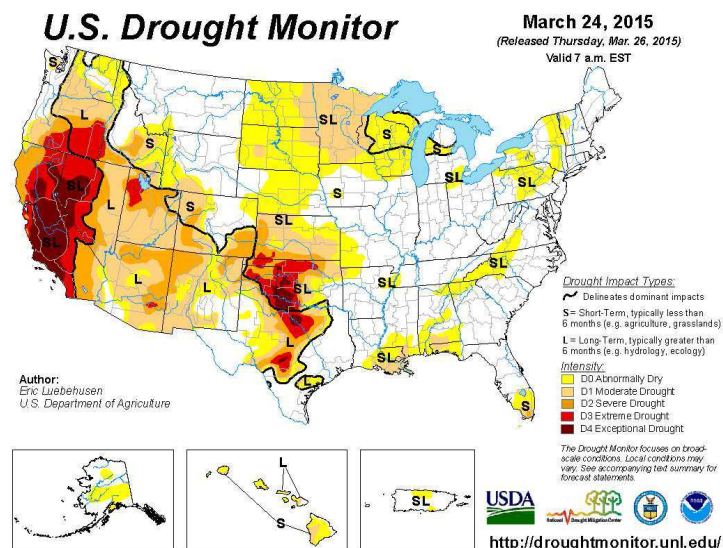 U.S. Drought Monitor
March 24, 2015
(Released Thursday, Mar. 26, 2015)
Valid 7 a.m. EST
S
L
S
SL
S
S
SL
SL
SL
S
S
L
SL
SL
SL
SL
L
L
SL
SL
L
SL
L
S
Drought Impact Types:
Delineates dominant impacts
S = Short-Term, typically less than
6 months (e.g. agriculture, grasslands)
L = Long-Term, typically greater than
6 months (e.g. hydrology, ecology)
Intensity:
D0 Abnormally Dry
D1 Moderate Drought
D2 Severe Drought
D3 Extreme Drought
D4 Exceptional Drought
Author:
Eric Luebehusen
U.S. Department of Agriculture
The Drought Monitor focuses on broad-
scale conditions. Local conditions may
vary. See accompanying text summary for
forecast statements.
L
S
SL
USDA
National Drought Mitigation Center
http://droughtmonitor.unl.edu/